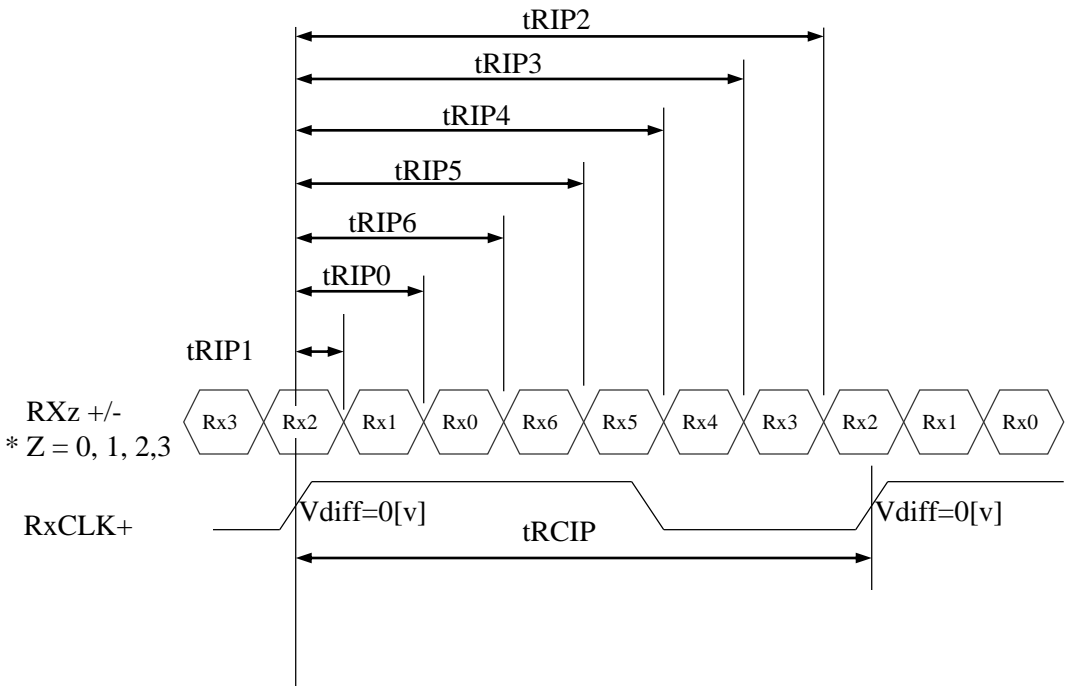 tRIP2
tRIP3
tRIP4
tRIP5
tRIP6
tRIP0
tRIP1
RXz +/-
* Z = 0, 1, 2,3
Rx3 Rx2 Rx1 Rx0 Rx6 Rx5 Rx4 Rx3 Rx2 Rx1 Rx0
RxCLK+
Vdiff=0[v] Vdiff=0[v]
tRCIP